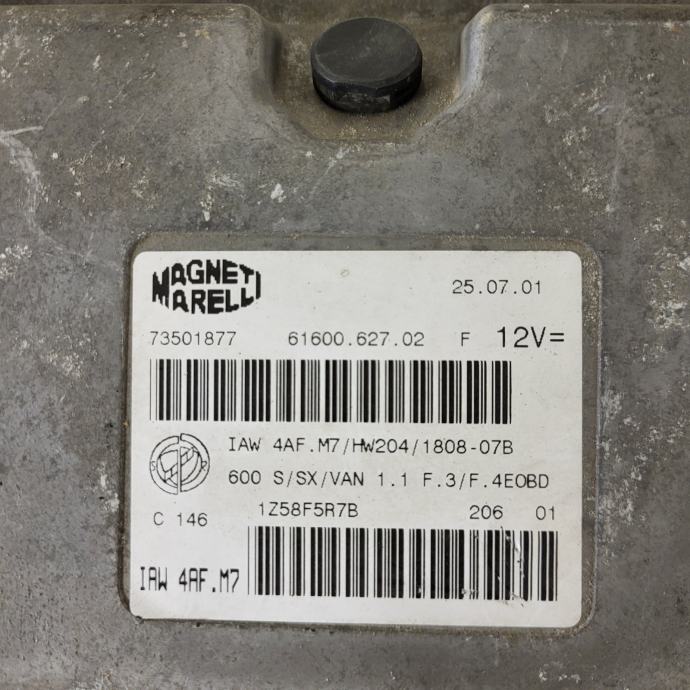 MAGNETI
MARELLI
25.07.01
73501877 61600.627.02 F 12V=
IAW 4AF.M7/HW204/1808-07B
600 S/SX/VAN 1.1 F.3/F.4EOBD
C 146 1Z58F5R7B 206 01
IAW 4AF.M7